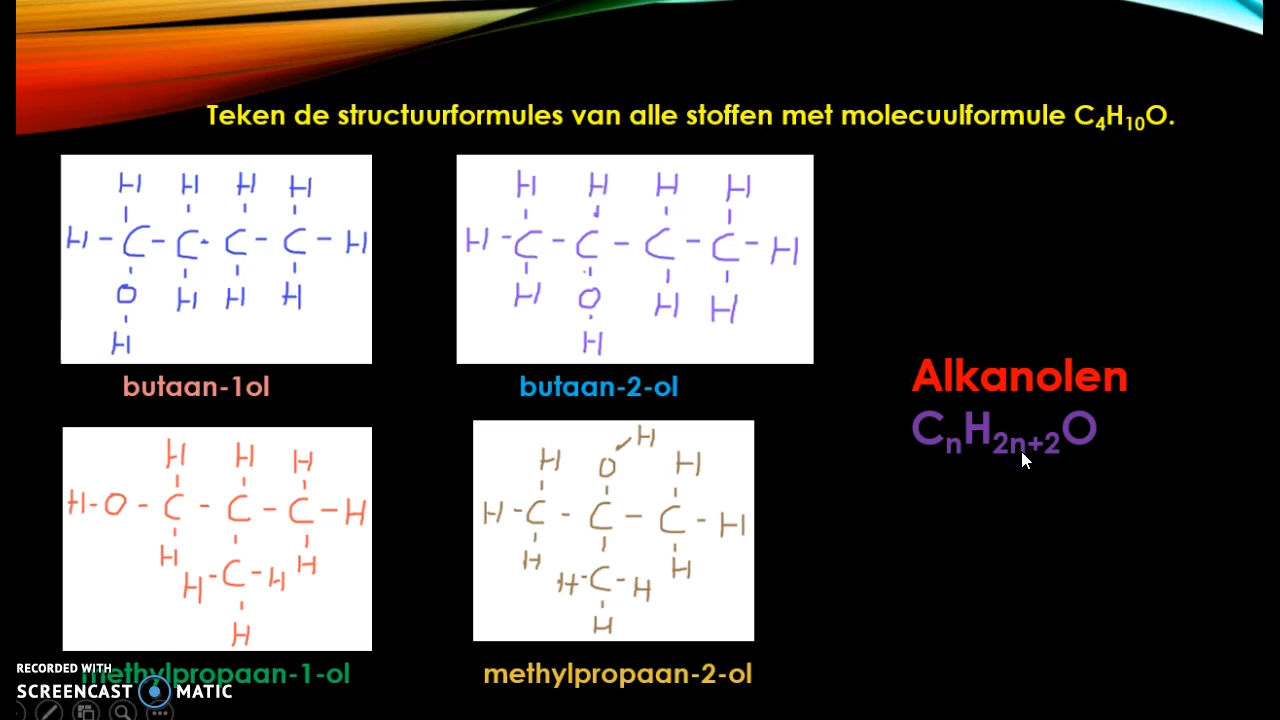 Teken de structuurformules van alle stoffen met molecuulformule C₄H₁₀O.
H H H H
H - C - C - C - C - H
O H H H
H
butaan-1ol
H H H H
H - C - C - C - C - H
H O H H
H
butaan-2-ol
Alkanolen
CₙH₂ₙ₊₂O
H H H
H - O - C - C - C - H
H H
H - C - H
H
methylpropaan-1-ol
H
H O H
H - C - C - C - H
H H
H - C - H
H
methylpropaan-2-ol
RECORDED WITH
SCREENCAST MATIC